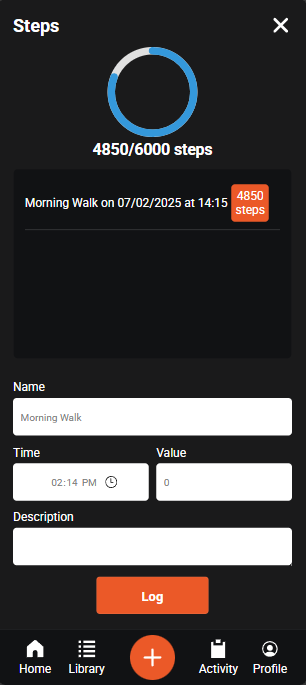 Steps
4850/6000 steps
Morning Walk on 07/02/2025 at 14:15
4850
steps
Name
Morning Walk
Time
Value
02:14 PM
0
Description
Log
Home
Library
Activity
Profile